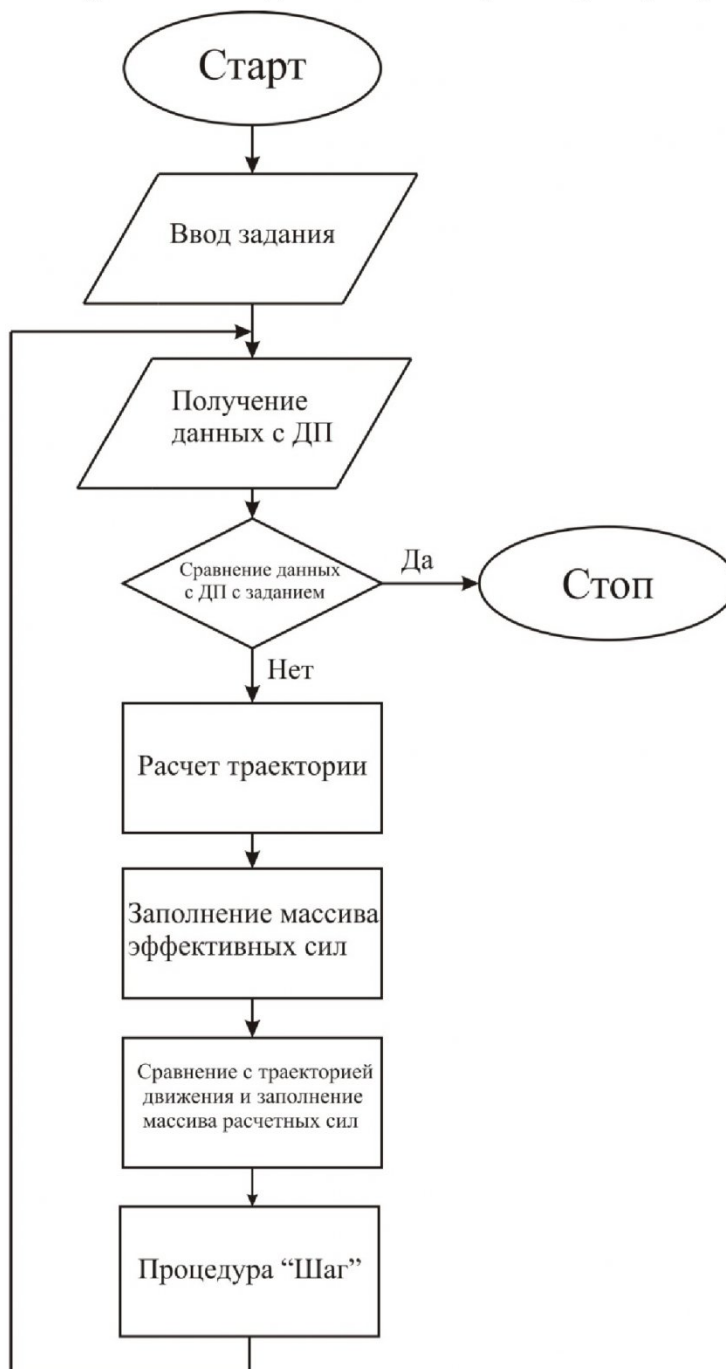 Старт
Ввод задания
Получение
данных с ДП
Сравнение данных
с ДП с заданием
Да
Стоп
Нет
Расчет траектории
Заполнение массива
эффективных сил
Сравнение с траекторией
движения и заполнение
массива расчетных сил
Процедура “Шаг”